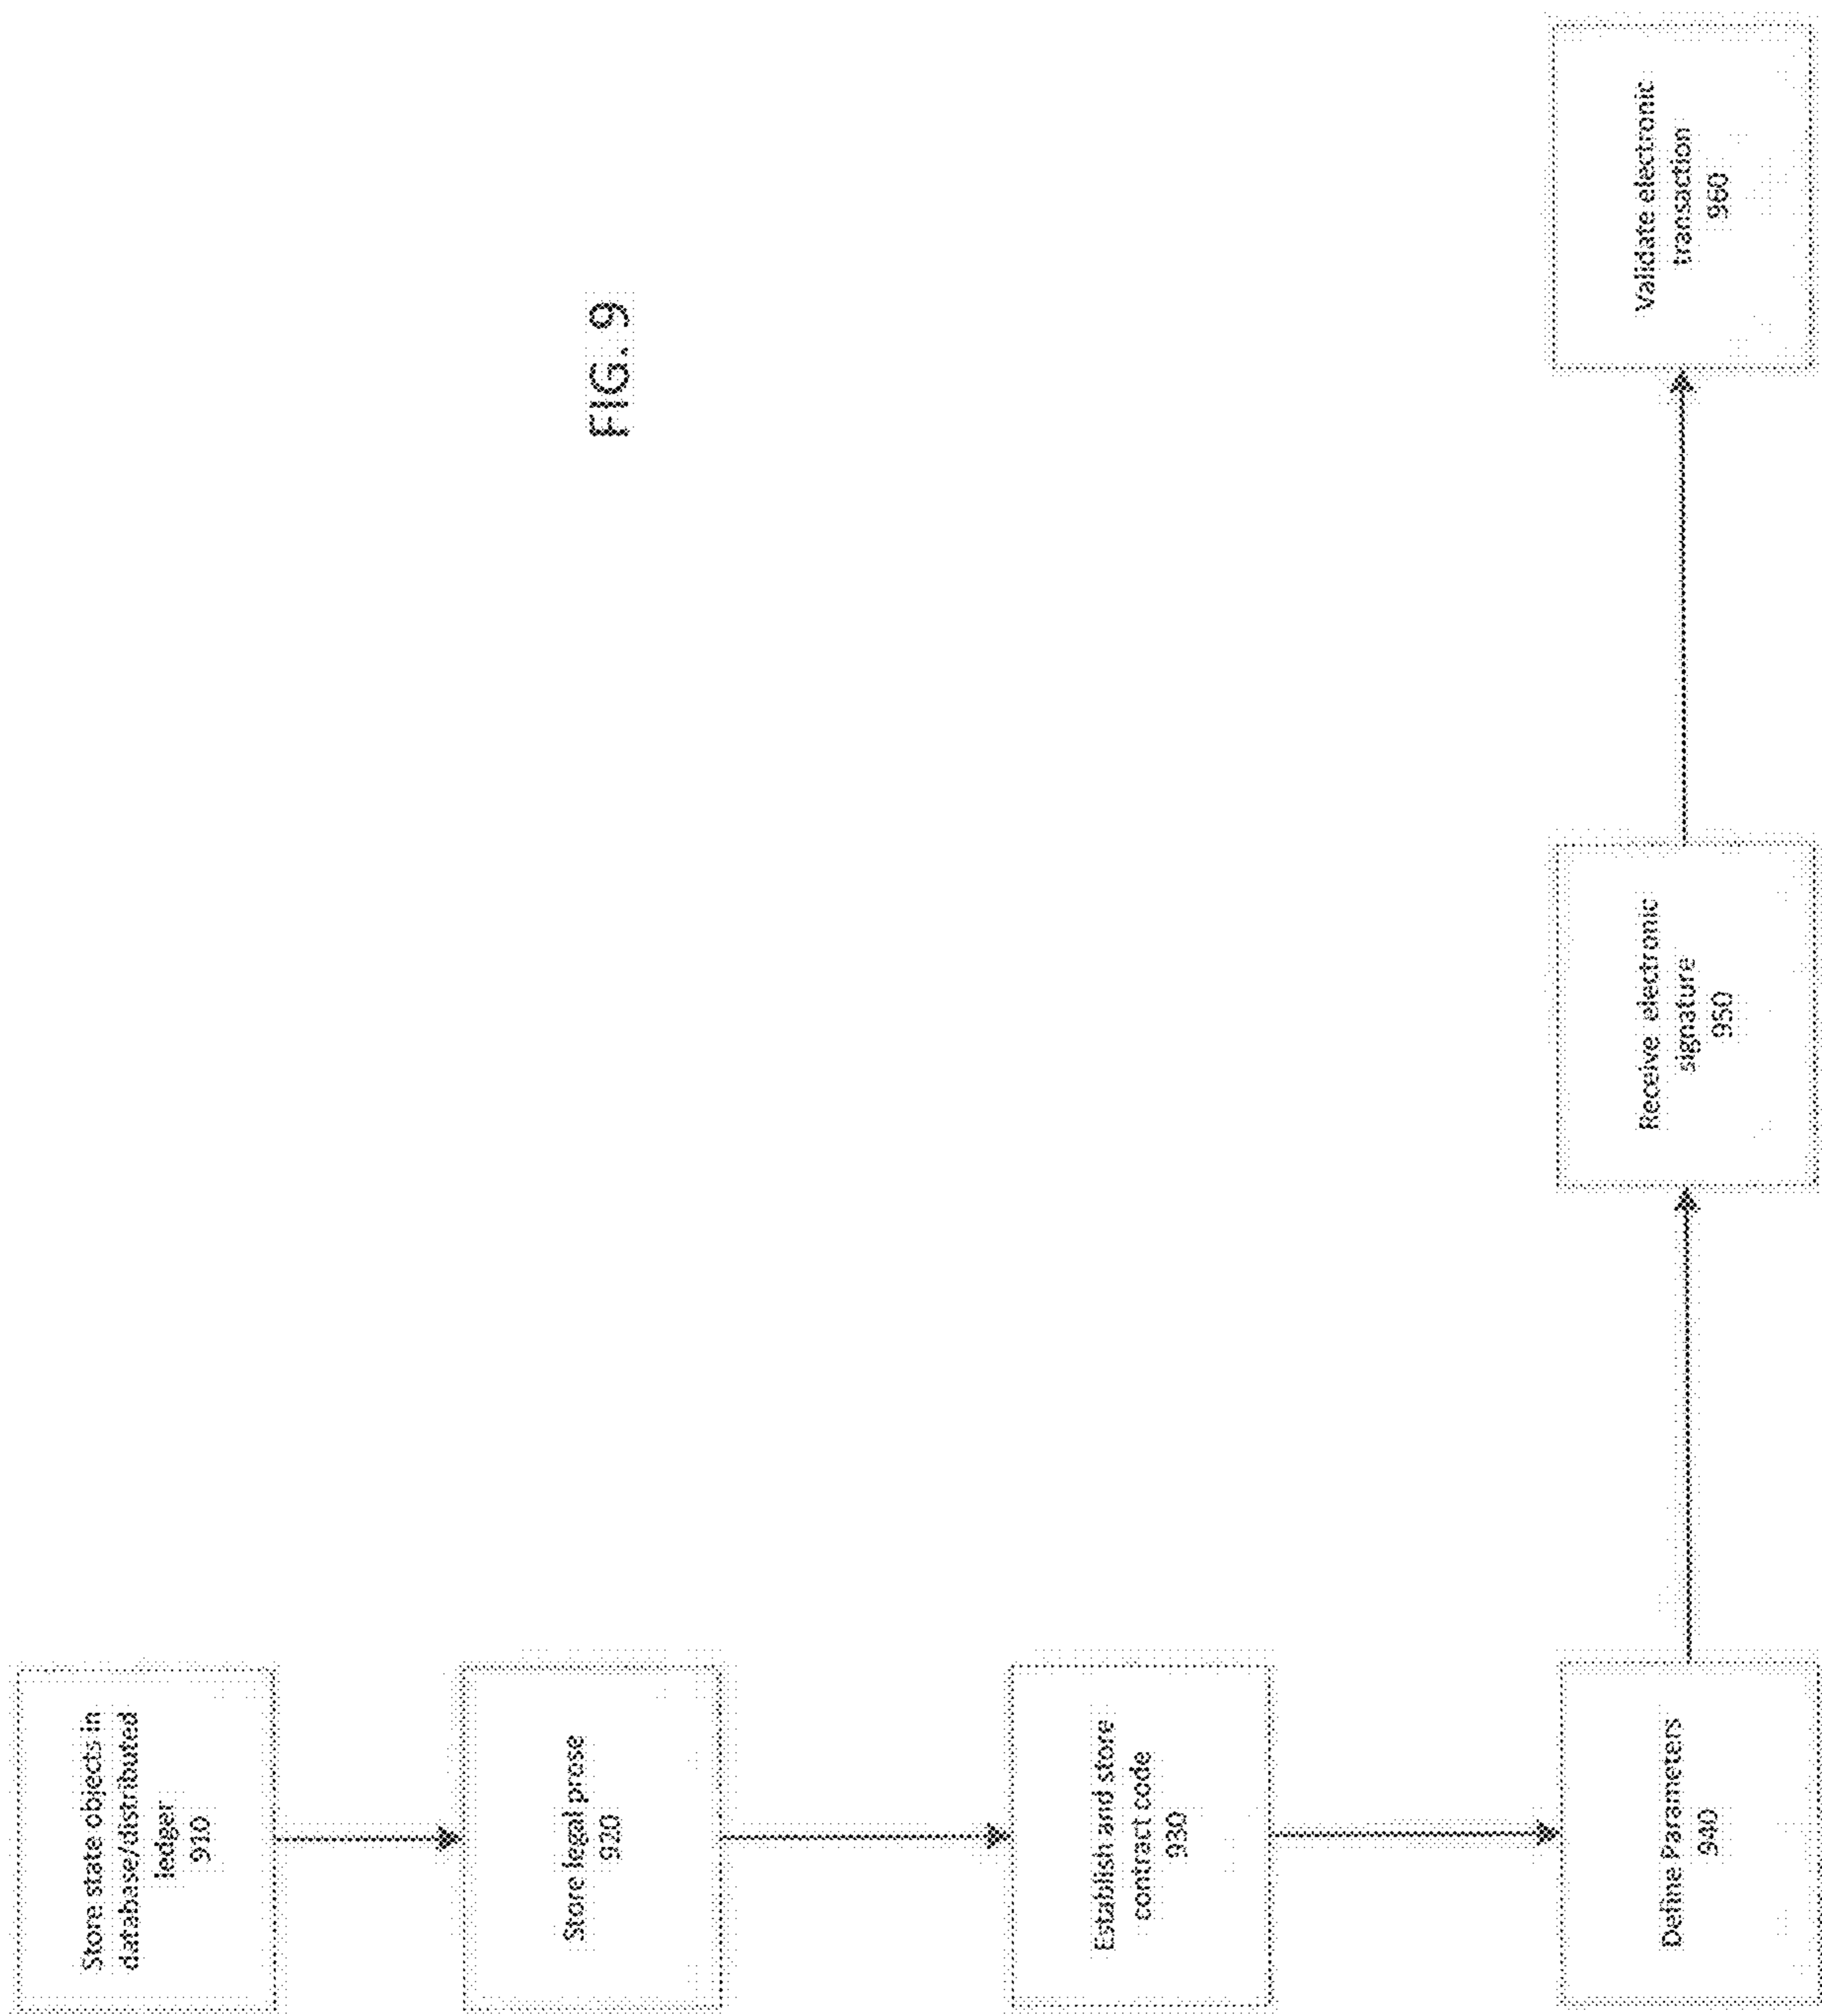 Store state objects in
database/distributed
ledger
910
Store legal prose
920
Establish and store
contract code
930
Define Parameters
940
Receive electronic
signature
950
Validate electronic
transaction
960
FIG. 9